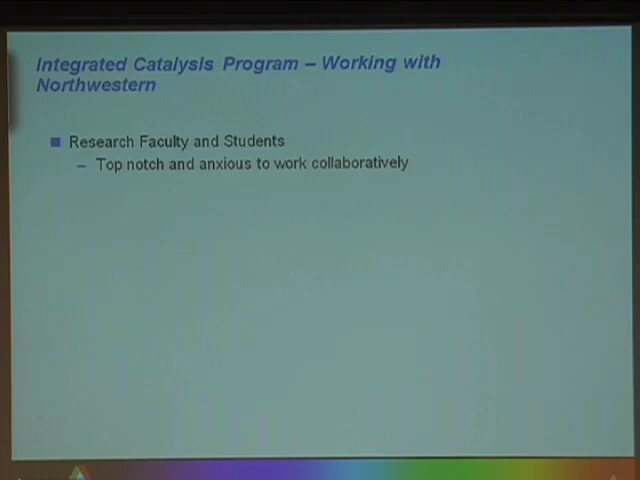 Integrated Catalysis Program – Working with
Northwestern
Research Faculty and Students
– Top notch and anxious to work collaboratively